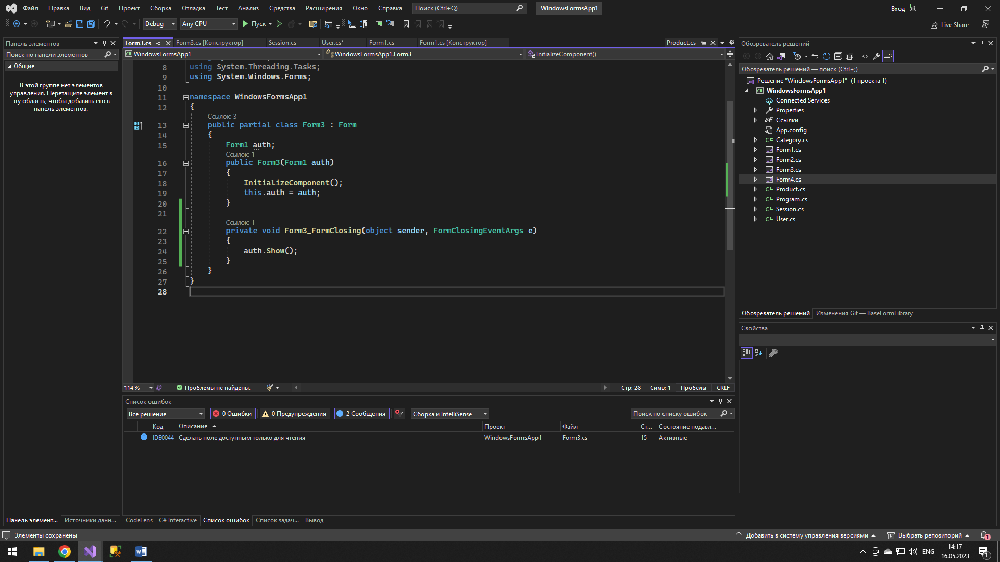 Файл Правка Вид Git Проект Сборка Отладка Тест Анализ Средства Расширения Окно Справка Поиск (Ctrl+Q) WindowsFormsApp1 Вход
Debug Any CPU Пуск Live Share
Панель элементов
Поиск по панели элементов
Общие
В этой группе нет элементов
управления. Перетащите элемент в
эту область, чтобы добавить его в
панель элементов.
Form3.cs Form3.cs [Конструктор] Session.cs User.cs* Form1.cs Form1.cs [Конструктор] Product.cs
WindowsFormsApp1 WindowsFormsApp1.Form3 InitializeComponent()
8 using System.Threading.Tasks;
9 using System.Windows.Forms;
10
11 namespace WindowsFormsApp1
12 {
Ссылок: 3
13 public partial class Form3 : Form
14 {
15 Form1 auth;
Ссылок: 1
16 public Form3(Form1 auth)
17 {
18 InitializeComponent();
19 this.auth = auth;
20 }
21
Ссылок: 1
22 private void Form3_FormClosing(object sender, FormClosingEventArgs e)
23 {
24 auth.Show();
25 }
26 }
27 }
28
114 % Проблемы не найдены. Стр: 28 Симв: 1 Пробелы CRLF
Список ошибок
Все решение 0 Ошибки 0 Предупреждения 2 Сообщения Сборка и IntelliSense Поиск по списку ошибок
Код Описание Проект Файл Ст... Состояние подавл...
IDE0044 Сделать поле доступным только для чтения WindowsFormsApp1 Form3.cs 15 Активные
Панель элемент... Источники данн... CodeLens C# Interactive Список ошибок Список задач... Вывод
Обозреватель решений
Обозреватель решений — поиск (Ctrl+;)
Решение "WindowsFormsApp1" (1 проекта 1)
WindowsFormsApp1
Connected Services
Properties
Ссылки
App.config
C# Category.cs
Form1.cs
Form2.cs
Form3.cs
Form4.cs
C# Product.cs
C# Program.cs
C# Session.cs
C# User.cs
Обозреватель решений Изменения Git — BaseFormLibrary
Свойства
Элементы сохранены Добавить в систему управления версиями Выбрать репозиторий 1
ENG 14:17
16.05.2023 1